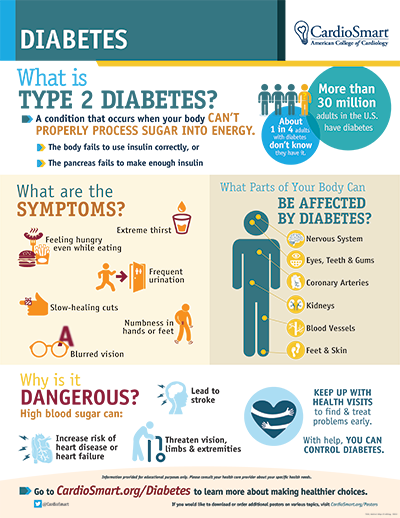 DIABETES
CardioSmart
American College of Cardiology
What is
TYPE 2 DIABETES?
A condition that occurs when your body CAN'T
PROPERLY PROCESS SUGAR INTO ENERGY.
The body fails to use insulin correctly, or
The pancreas fails to make enough insulin
About
1 in 4 adults
with diabetes
don't know
they have it.
More than
30 million
adults in the U.S.
have diabetes
What are the
SYMPTOMS?
Extreme thirst
Feeling hungry
even while eating
Frequent
urination
Slow-healing cuts
Numbness in
hands or feet
A
Blurred vision
What Parts of Your Body Can
BE AFFECTED
BY DIABETES?
Nervous System
Eyes, Teeth & Gums
Coronary Arteries
Kidneys
Blood Vessels
Feet & Skin
Why is it
DANGEROUS?
High blood sugar can:
Lead to
stroke
Increase risk of
heart disease or
heart failure
Threaten vision,
limbs & extremities
KEEP UP WITH
HEALTH VISITS
to find & treat
problems early.
With help, YOU CAN
CONTROL DIABETES.
Information provided for educational purposes only. Please consult your health care provider about your specific health needs.
Go to CardioSmart.org/Diabetes to learn more about making healthier choices.
@CardioSmart
If you would like to download or order additional posters on various topics, visit CardioSmart.org/Posters